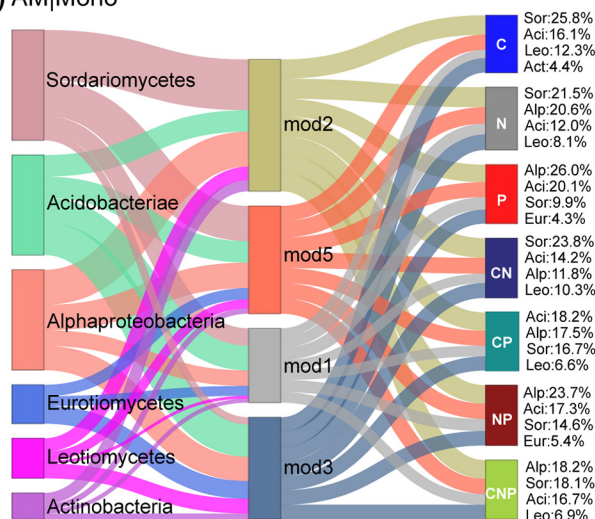 ) AM|Mono
Sordariomycetes
Acidobacteriae
Alphaproteobacteria
Eurotiomycetes
Leotiomycetes
Actinobacteria
mod2
mod5
mod1
mod3
C
Sor:25.8%
Aci:16.1%
Leo:12.3%
Act:4.4%
N
Sor:21.5%
Alp:20.6%
Aci:12.0%
Leo:8.1%
P
Alp:26.0%
Aci:20.1%
Sor:9.9%
Eur:4.3%
CN
Sor:23.8%
Aci:14.2%
Alp:11.8%
Leo:10.3%
CP
Aci:18.2%
Alp:17.5%
Sor:16.7%
Leo:6.6%
NP
Alp:23.7%
Aci:17.3%
Sor:14.6%
Eur:5.4%
CNP
Alp:18.2%
Sor:18.1%
Aci:16.7%
Leo:6.9%